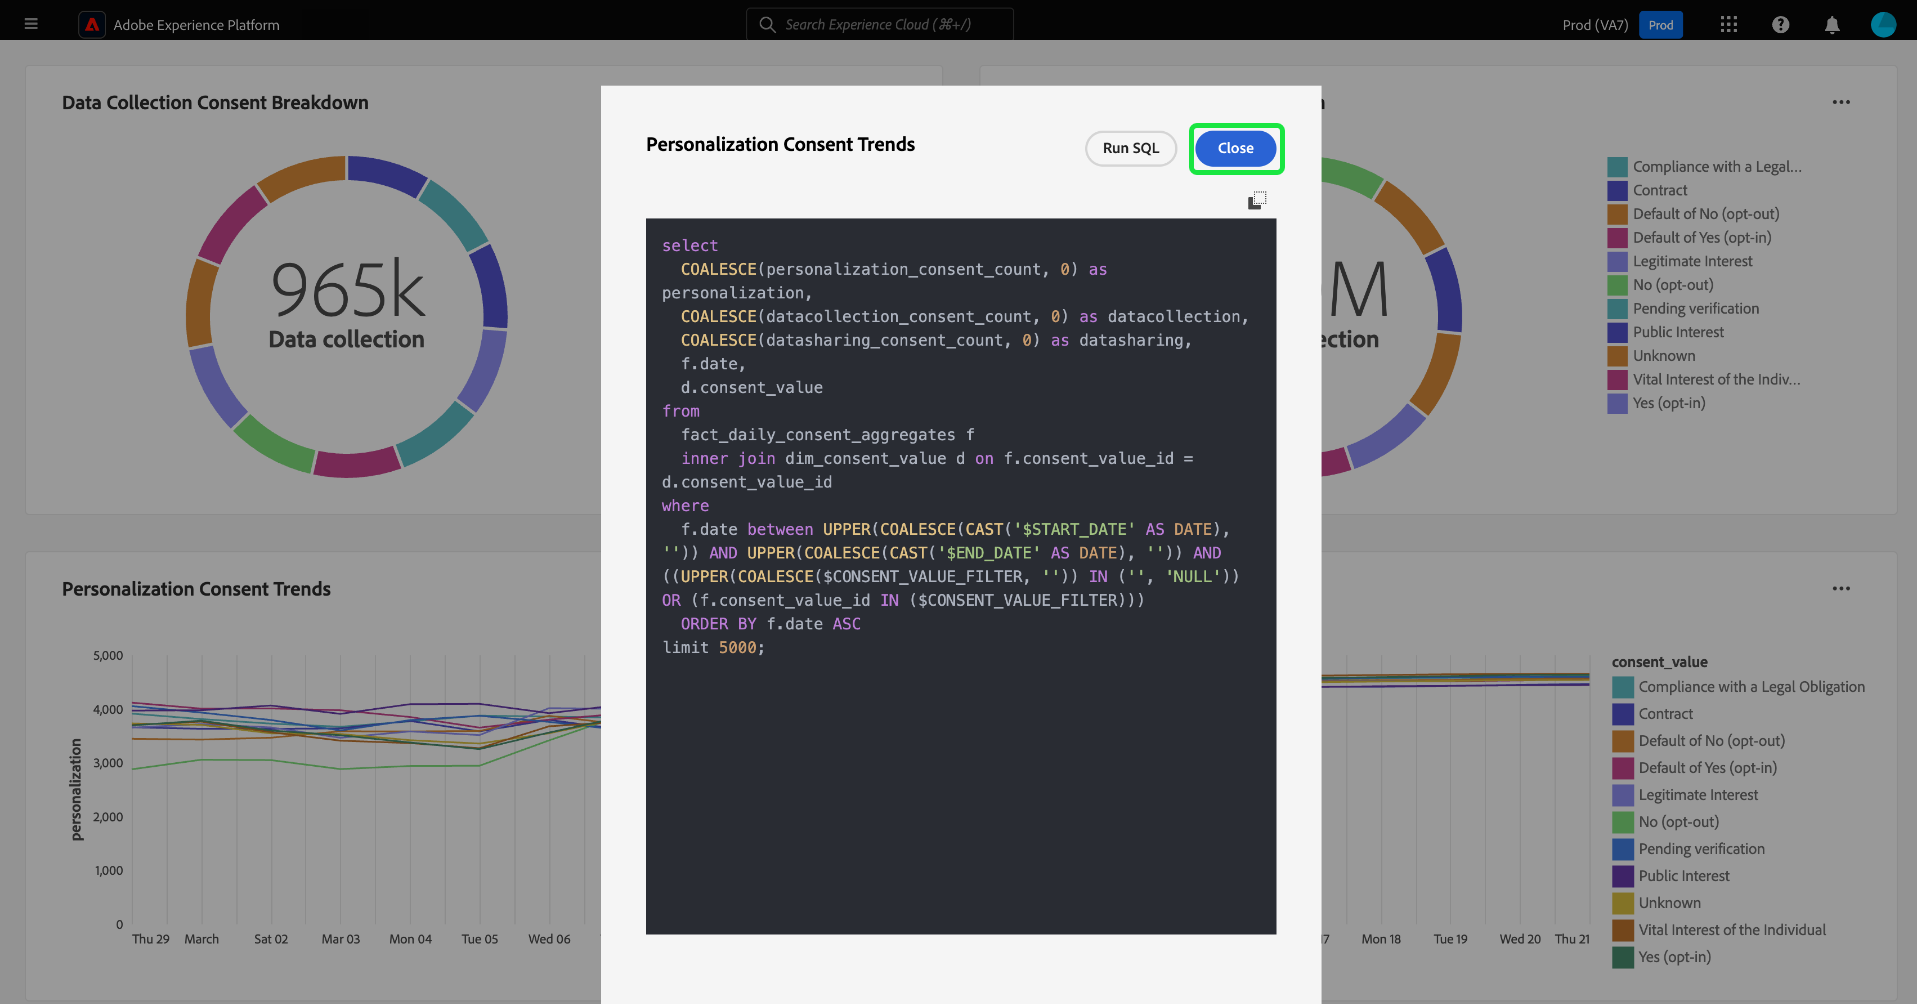 Adobe Experience Platform
Search Experience Cloud (⌘+/)
Prod (VA7)
Prod
Data Collection Consent Breakdown
965k
Data collection
Personalization Consent Trends
Run SQL
Close
select
COALESCE(personalization_consent_count, 0) as
personalization,
COALESCE(datacollection_consent_count, 0) as datacollection,
COALESCE(datasharing_consent_count, 0) as datasharing,
f.date,
d.consent_value
from
fact_daily_consent_aggregates f
inner join dim_consent_value d on f.consent_value_id =
d.consent_value_id
where
f.date between UPPER(COALESCE(CAST('$START_DATE' AS DATE),
'')) AND UPPER(COALESCE(CAST('$END_DATE' AS DATE), '')) AND
((UPPER(COALESCE($CONSENT_VALUE_FILTER, '')) IN ('', 'NULL'))
OR (f.consent_value_id IN ($CONSENT_VALUE_FILTER)))
ORDER BY f.date ASC
limit 5000;
M
ection
Compliance with a Legal...
Contract
Default of No (opt-out)
Default of Yes (opt-in)
Legitimate Interest
No (opt-out)
Pending verification
Public Interest
Unknown
Vital Interest of the Indiv...
Yes (opt-in)
Personalization Consent Trends
personalization
5,000
4,000
3,000
2,000
1,000
0
Thu 29
March
Sat 02
Mar 03
Mon 04
Tue 05
Wed 06
17
Mon 18
Tue 19
Wed 20
Thu 21
consent_value
Compliance with a Legal Obligation
Contract
Default of No (opt-out)
Default of Yes (opt-in)
Legitimate Interest
No (opt-out)
Pending verification
Public Interest
Unknown
Vital Interest of the Individual
Yes (opt-in)